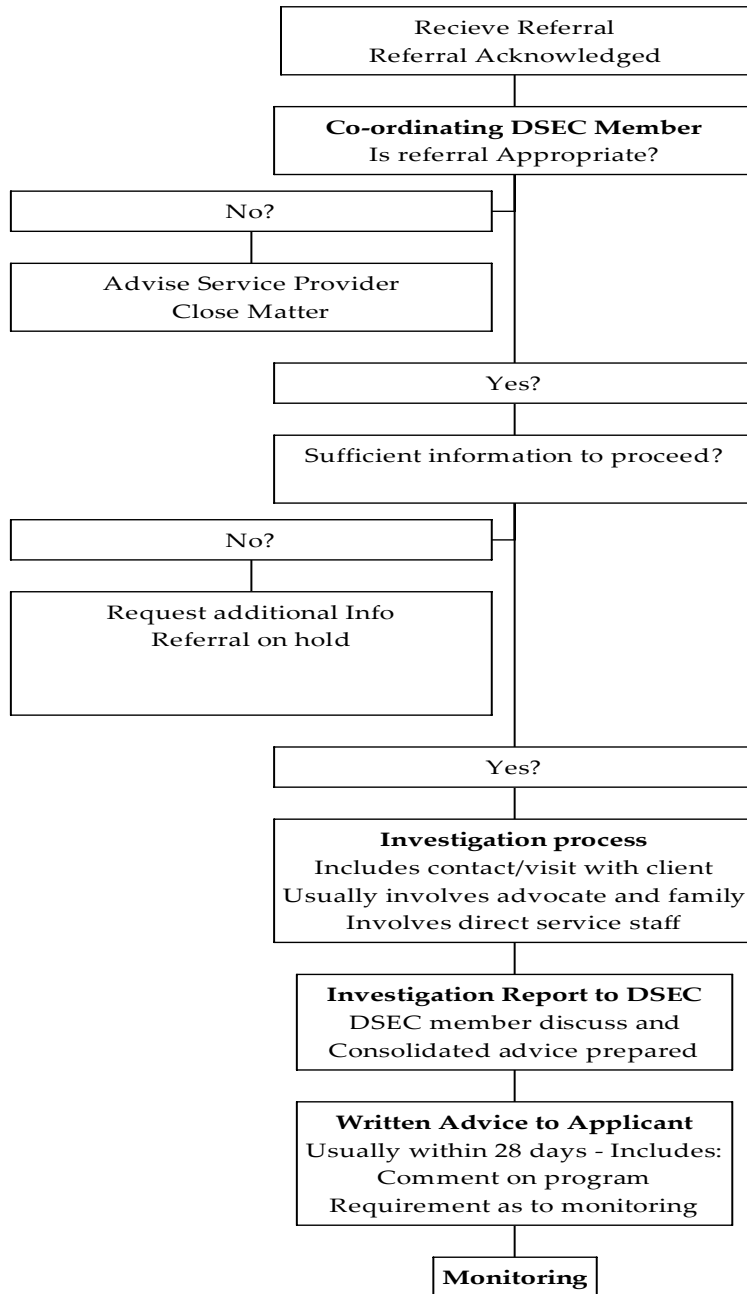 Recieve Referral
Referral Acknowledged
Co-ordinating DSEC Member
Is referral Appropriate?
No?
Advise Service Provider
Close Matter
Yes?
Sufficient information to proceed?
No?
Request additional Info
Referral on hold
Yes?
Investigation process
Includes contact/visit with client
Usually involves advocate and family
Involves direct service staff
Investigation Report to DSEC
DSEC member discuss and
Consolidated advice prepared
Written Advice to Applicant
Usually within 28 days - Includes:
Comment on program
Requirement as to monitoring
Monitoring